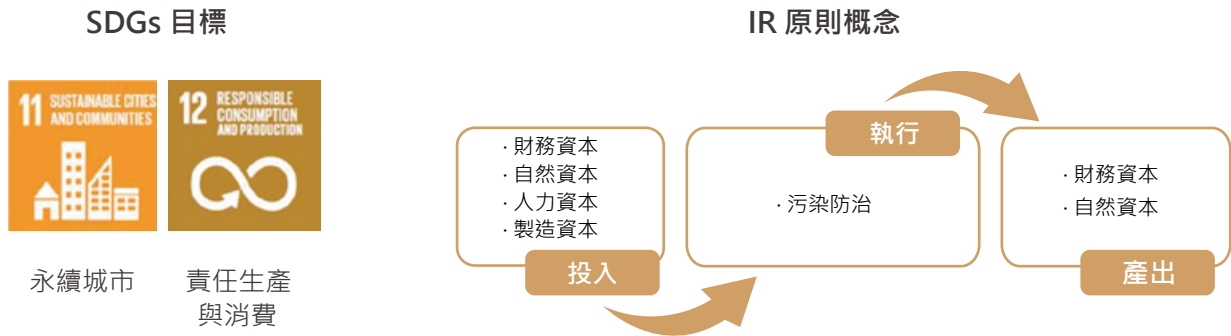 SDGs 目標
11 SUSTAINABLE CITIES
AND COMMUNITIES
12 RESPONSIBLE
CONSUMPTION
AND PRODUCTION
永續城市
責任生產
與消費
IR 原則概念
· 財務資本
· 自然資本
· 人力資本
· 製造資本
投入
執行
· 污染防治
· 財務資本
· 自然資本
產出